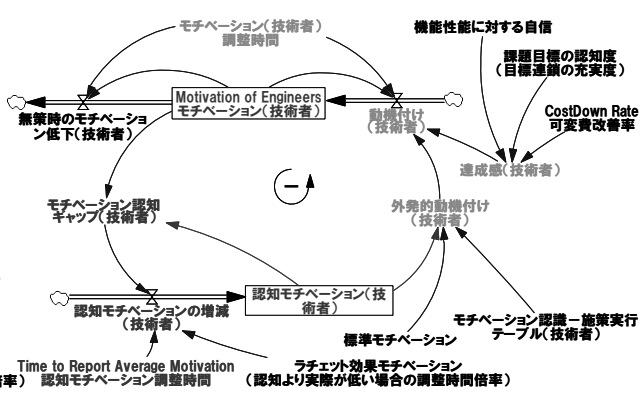 モチベーション(技術者)
調整時間
機能性能に対する自信
課題目標の認知度
(目標連鎖の充実度)
Motivation of Engineers
モチベーション(技術者)
動機付け
(技術者)
無策時のモチベーショ
ン低下(技術者)
CostDown Rate
可変費改善率
達成感(技術者)
モチベーション認知
ギャップ(技術者)
外発的動機付け
(技術者)
認知モチベーション(技
術者)
認知モチベーションの増減
(技術者)
標準モチベーション
モチベーション認識－施策実行
テーブル(技術者)
Time to Report Average Motivation
認知モチベーション調整時間
ラチェット効果モチベーション
(認知より実際が低い場合の調整時間倍率)
率)